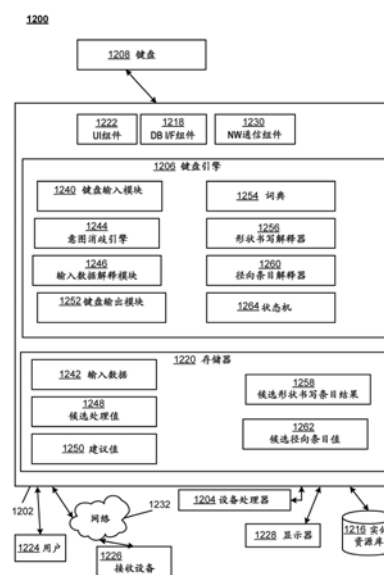 1200
1208 键盘
1222
UI组件
1218
DB I/F组件
1230
NW通信组件
1206 键盘引擎
1240 键盘输入模块
1254 词典
1244
意图消歧引擎
1256
形状书写解释器
1246
输入数据解释模块
1260
径向条目解释器
1252 键盘输出模块
1264 状态机
1220 存储器
1242 输入数据
1258
候选形状书写条目结果
1248
候选处理值
1262
候选径向条目值
1250 建议值
1202
网络
1232
1204 设备处理器
1224 用户
1226
接收设备
1228 显示器
1216 实体
资源库